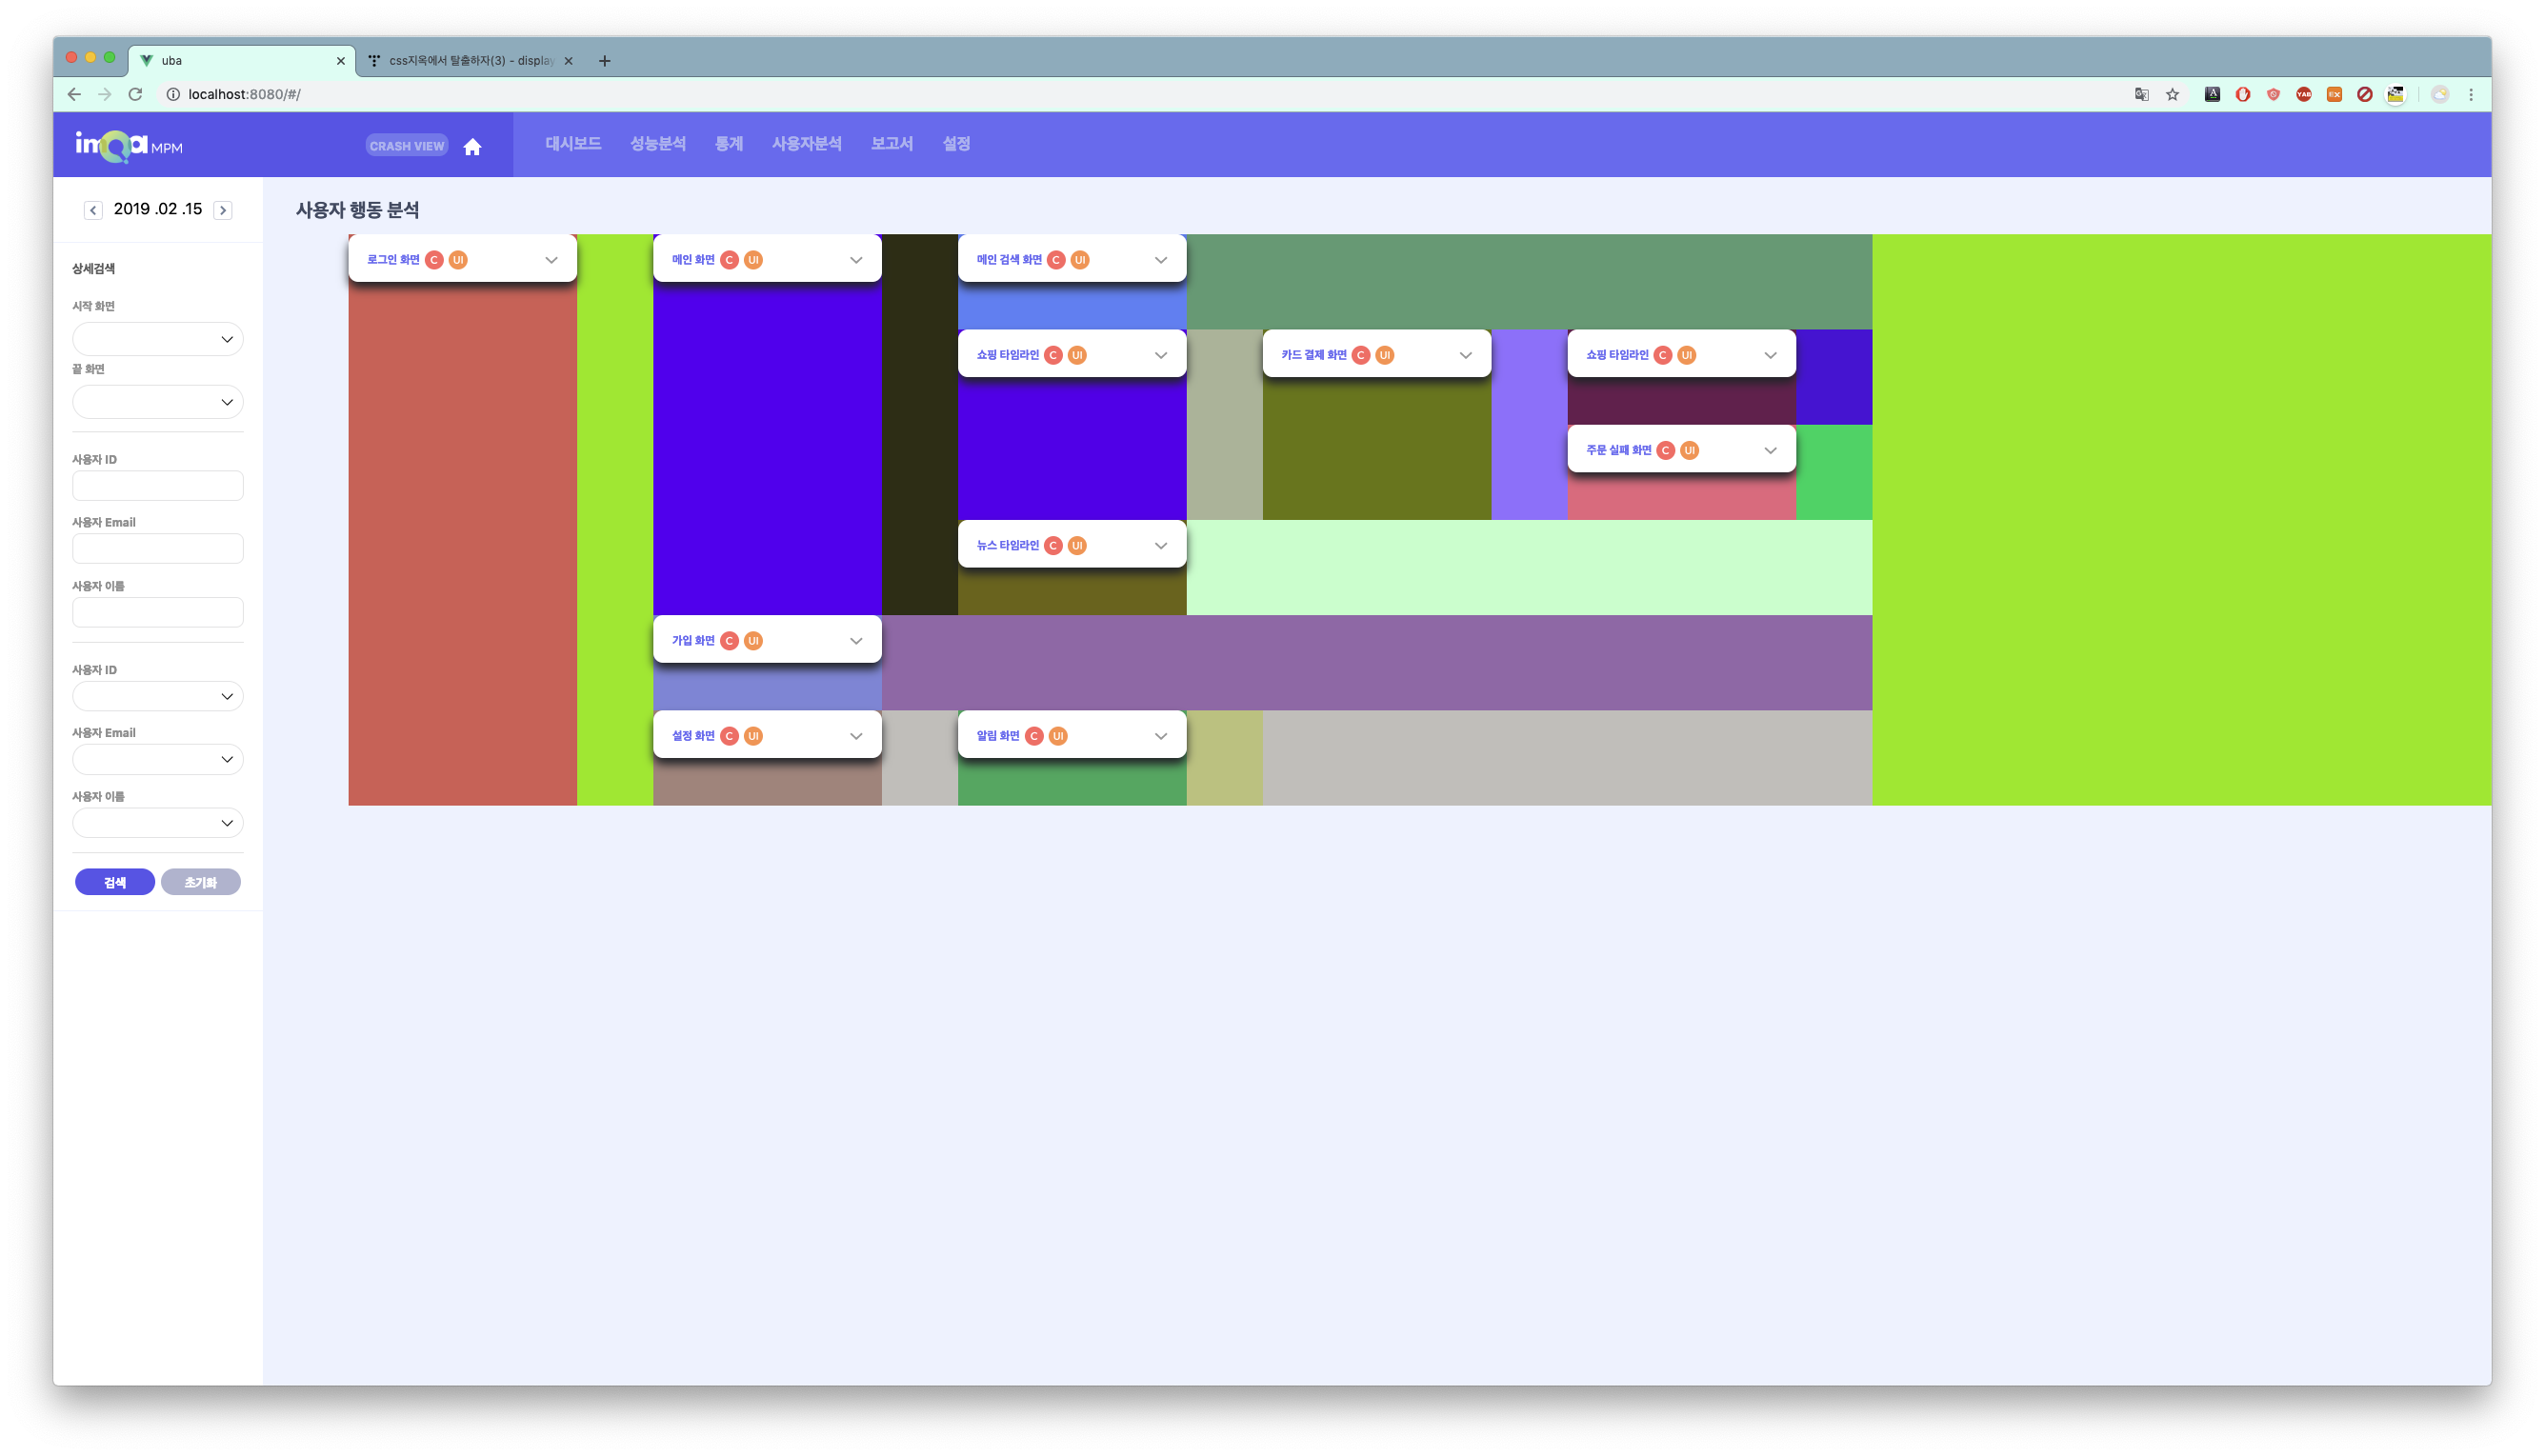 uba
css지옥에서 탈출하자(3) - display
localhost:8080/#/
imQa MPM
CRASH VIEW
대시보드 성능분석 통계 사용자분석 보고서 설정
2019 .02 .15
상세검색
시작 화면
끝 화면
사용자 ID
사용자 Email
사용자 이름
사용자 ID
사용자 Email
사용자 이름
검색 초기화
사용자 행동 분석
로그인 화면 C UI
메인 화면 C UI
메인 검색 화면 C UI
쇼핑 타임라인 C UI
카드 결제 화면 C UI
쇼핑 타임라인 C UI
주문 실패 화면 C UI
뉴스 타임라인 C UI
가입 화면 C UI
설정 화면 C UI
알림 화면 C UI